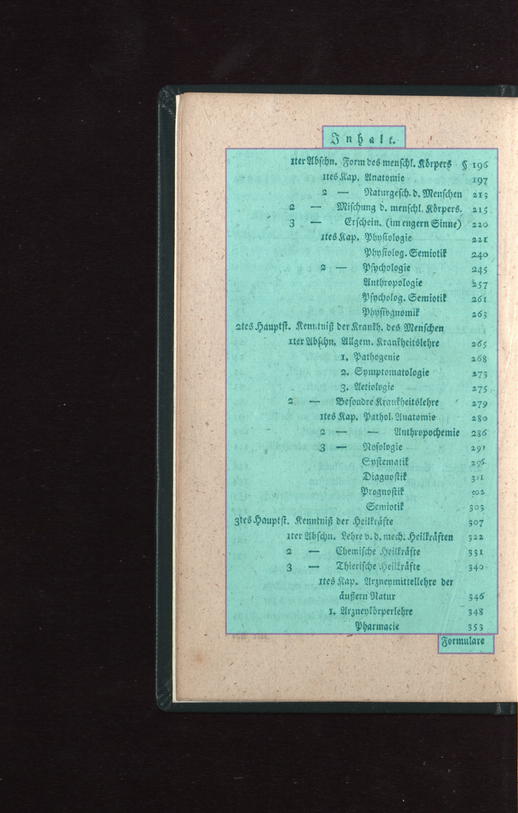 Inhalt.
1ter Abschn. Form des menschl. Körpers § 196
1tes Kap. Anatomie 197
2 — Naturgesch. d. Menschen 213
2 — Mischung d. menschl. Körpers. 215
3 — Erschein. (im engern Sinne) 220
1tes Kap. Physiologie 221
Physiolog. Semiotik 240
2 — Psychologie 245
Anthropologie 257
Psycholog. Semiotik 261
Physiognomik 263
2tes Hauptst. Kenntniß der Krankh. des Menschen
1ter Abschn. Allgem. Krankheitslehre 265
1. Pathogenie 268
2. Symptomatologie 273
3. Aetiologie 275
2 — Besondre Krankheitslehre 279
1tes Kap. Pathol. Anatomie 280
2 — — Anthropochemie 286
3 — Nosologie 291
Systematik 296
Diagnostik 301
Prognostik 302
Semiotik 303
3tes Hauptst. Kenntniß der Heilkräfte 307
1ter Abschn. Lehre v. d. mech. Heilkräften 322
2 — Chemische Heilkräfte 331
3 — Thierische Heilkräfte 340
1tes Kap. Arzneymittellehre der
äußern Natur 346
1. Arzneykörperlehre 348
Pharmacie 353
Formulare